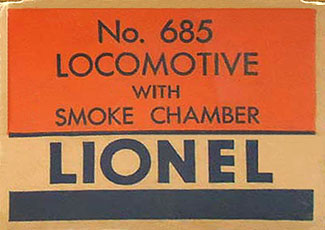 No. 685
LOCOMOTIVE
WITH
SMOKE CHAMBER
LIONEL